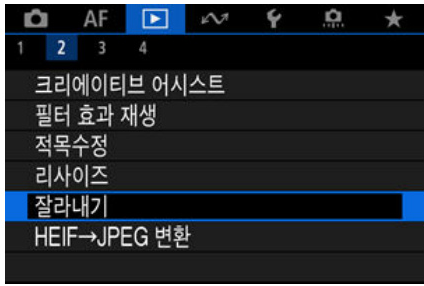 AF
1 2 3 4
크리에이티브 어시스트
필터 효과 재생
적목수정
리사이즈
잘라내기
HEIF→JPEG 변환